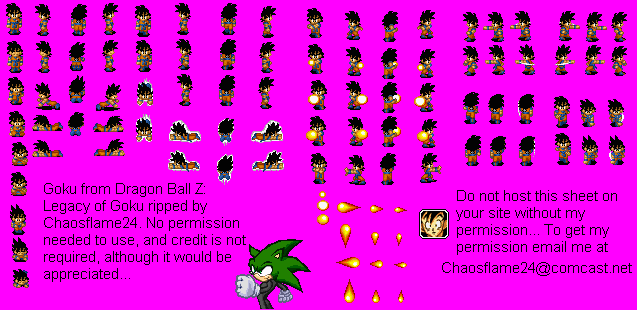 Goku from Dragon Ball Z:
Legacy of Goku ripped by
Chaosflame24. No permission
needed to use, and credit is not
required, although it would be
appreciated...
Do not host this sheet on
your site without my
permission... To get my
permission email me at
Chaosflame24@comcast.net